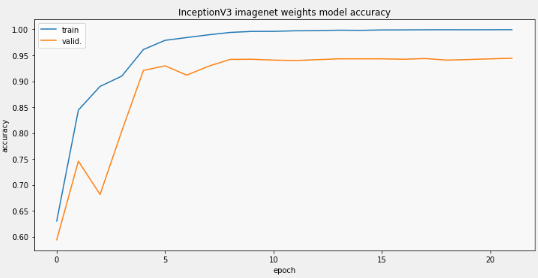 InceptionV3 imagenet weights model accuracy
train
valid.
accuracy
1.00
0.95
0.90
0.85
0.80
0.75
0.70
0.65
0.60
0 5 10 15 20
epoch